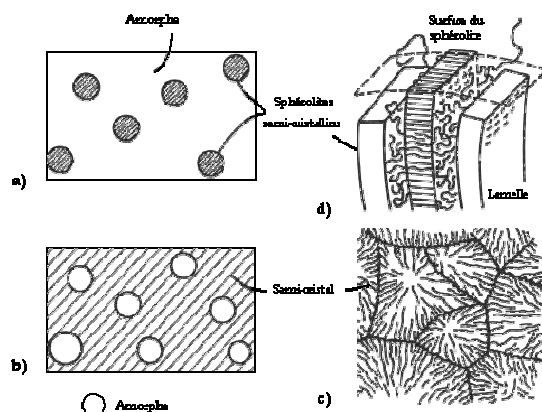 Amorphe
a)
Sphérolites
semi-cristallins
Surface du
sphérolite
Lamelle
d)
b)
Semi-cristal
Amorphe
c)